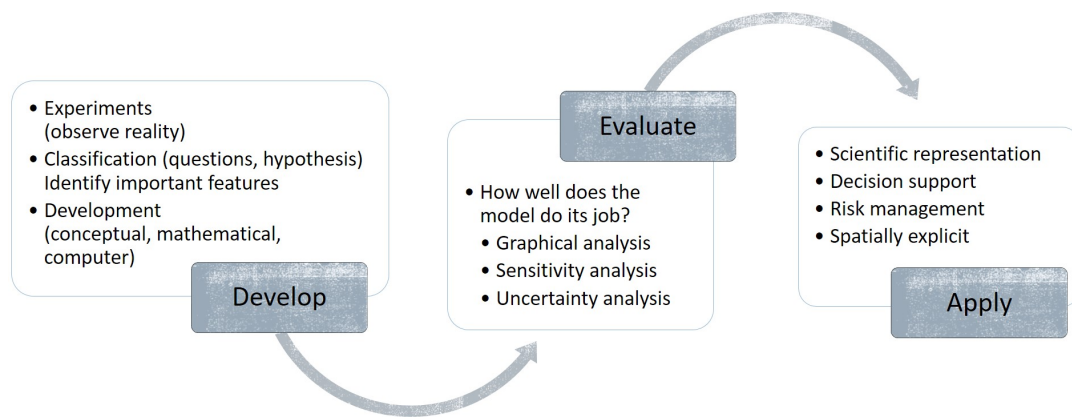 • Experiments
(observe reality)
• Classification (questions, hypothesis)
Identify important features
• Development
(conceptual, mathematical,
computer)
Develop
Evaluate
• How well does the
model do its job?
• Graphical analysis
• Sensitivity analysis
• Uncertainty analysis
• Scientific representation
• Decision support
• Risk management
• Spatially explicit
Apply